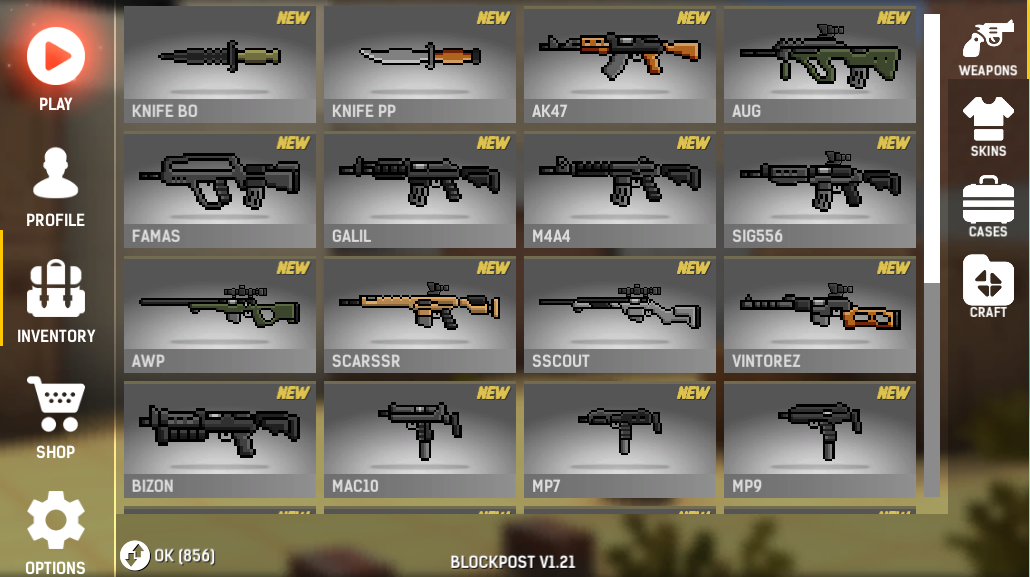 PLAY
PROFILE
INVENTORY
SHOP
OPTIONS
NEW
KNIFE BO
NEW
KNIFE PP
NEW
AK47
NEW
AUG
NEW
FAMAS
NEW
GALIL
NEW
M4A4
NEW
SIG556
NEW
AWP
NEW
SCARSSR
NEW
SSCOUT
NEW
VINTOREZ
NEW
BIZON
NEW
MAC10
NEW
MP7
NEW
MP9
WEAPONS
SKINS
CASES
CRAFT
OK (856)
BLOCKPOST V1.21